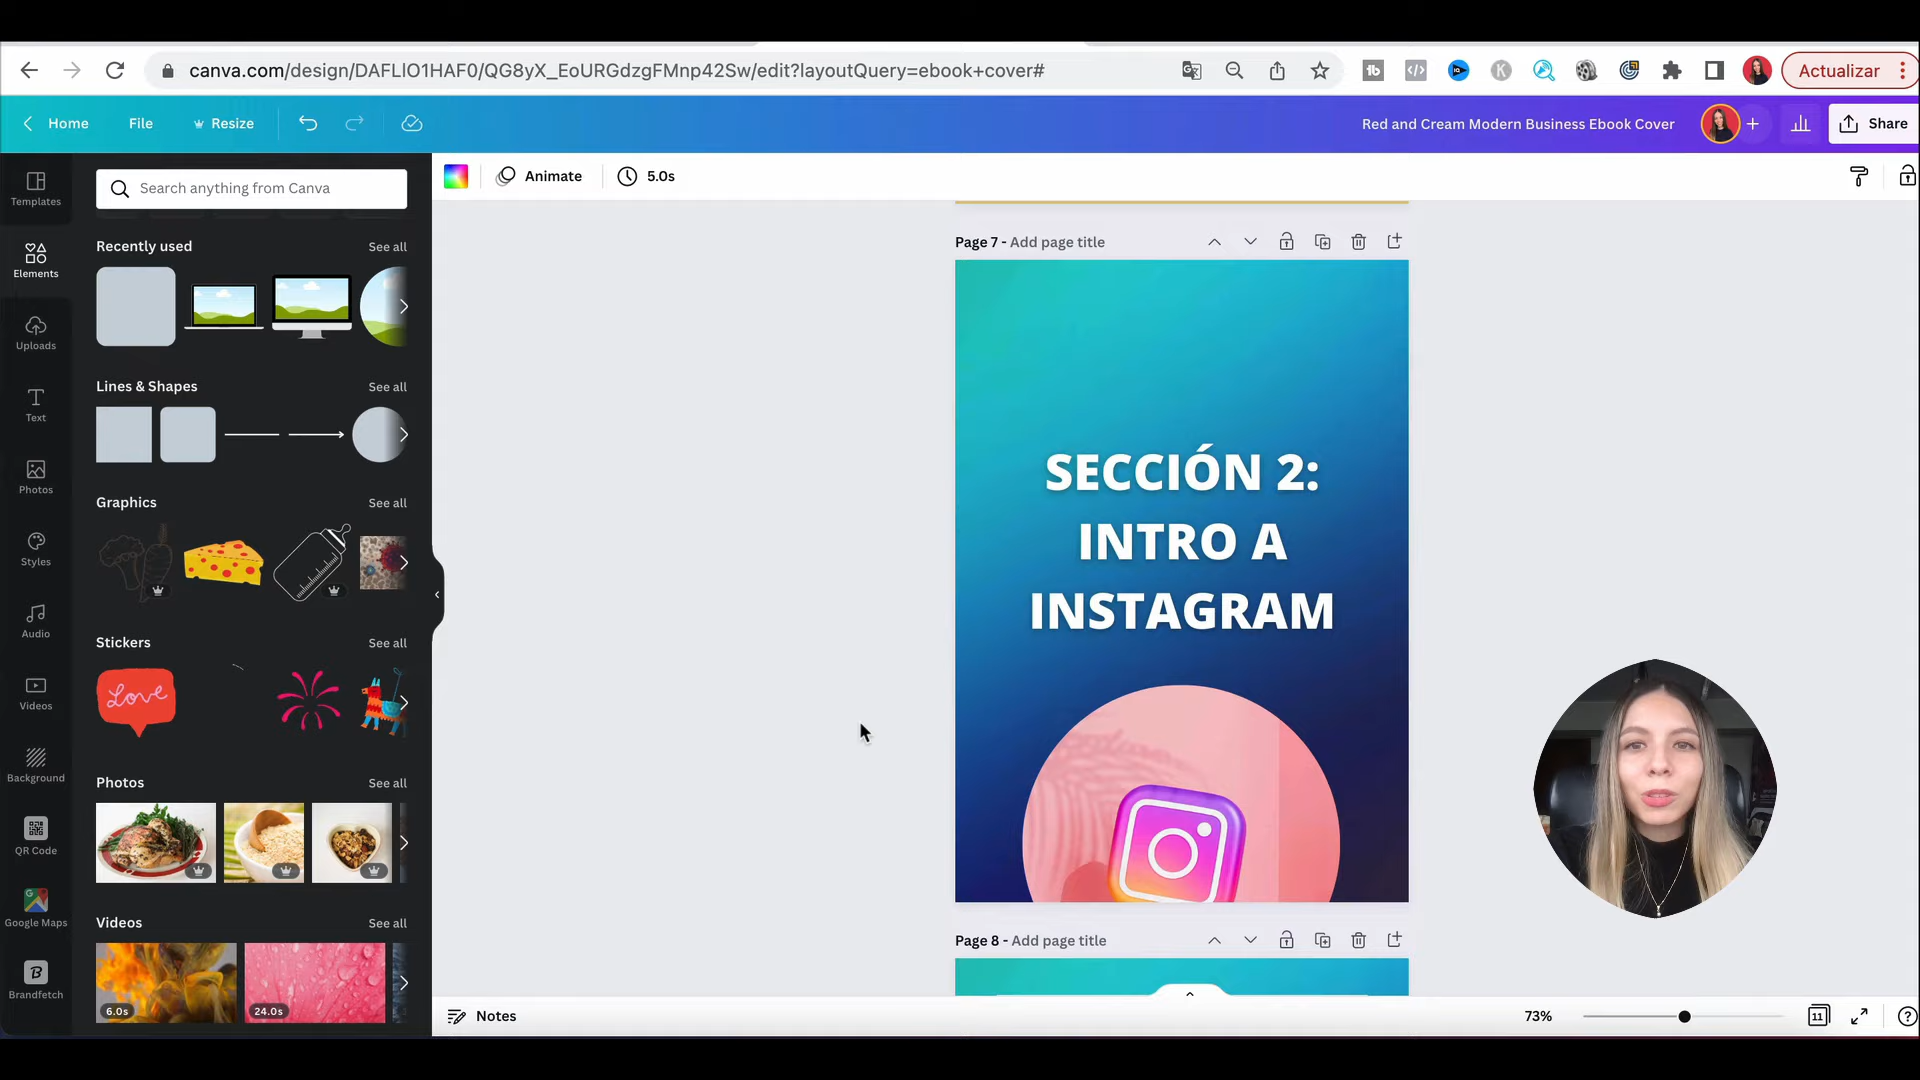 canva.com/design/DAFLlO1HAF0/QG8yX_EoURGdzgFMnp42Sw/edit?layoutQuery=ebook+cover#
Actualizar
Home
File
Resize
Red and Cream Modern Business Ebook Cover
Share
Templates
Elements
Uploads
Text
Photos
Styles
Audio
Videos
Background
QR Code
Google Maps
Brandfetch
Search anything from Canva
Recently used
See all
Lines & Shapes
See all
Graphics
See all
Stickers
See all
Love
Photos
See all
Videos
See all
6.0s
24.0s
Animate
5.0s
Page 7 - Add page title
SECCIÓN 2:
INTRO A
INSTAGRAM
Page 8 - Add page title
Notes
73%
11